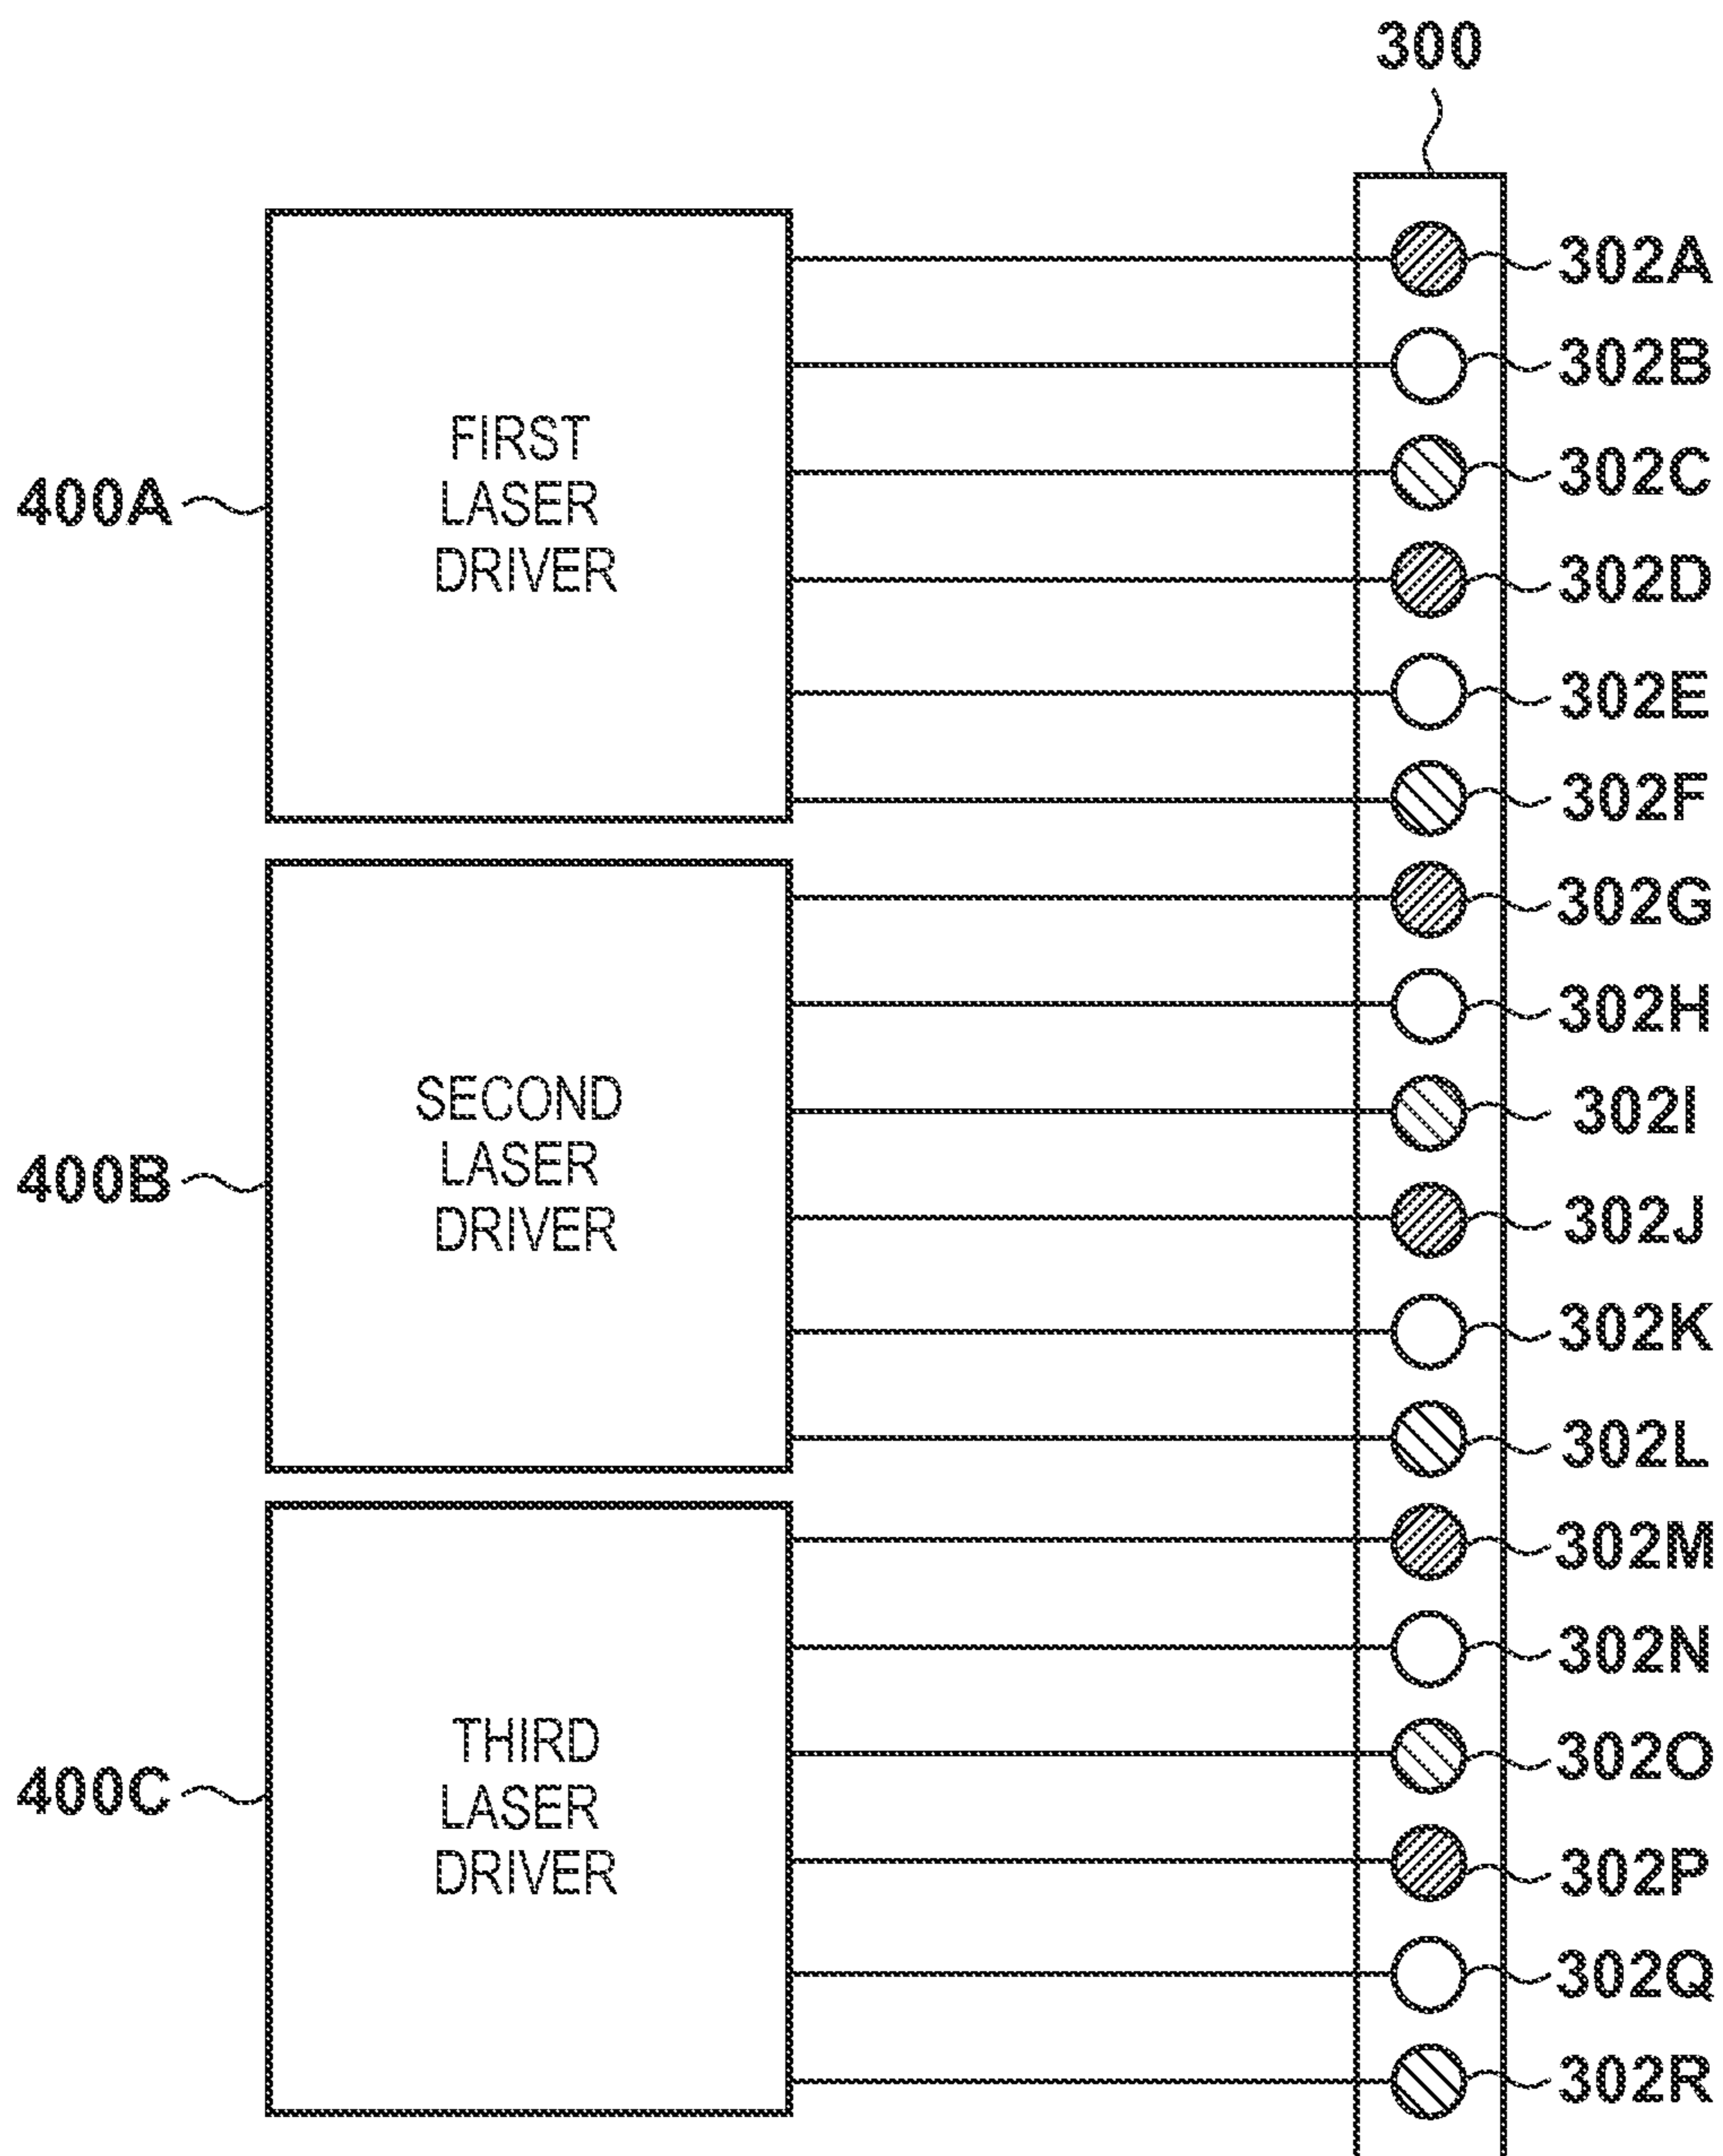 300
302A
302B
302C
302D
302E
302F
302G
302H
302I
302J
302K
302L
302M
302N
302O
302P
302Q
302R
400A
FIRST
LASER
DRIVER
400B
SECOND
LASER
DRIVER
400C
THIRD
LASER
DRIVER